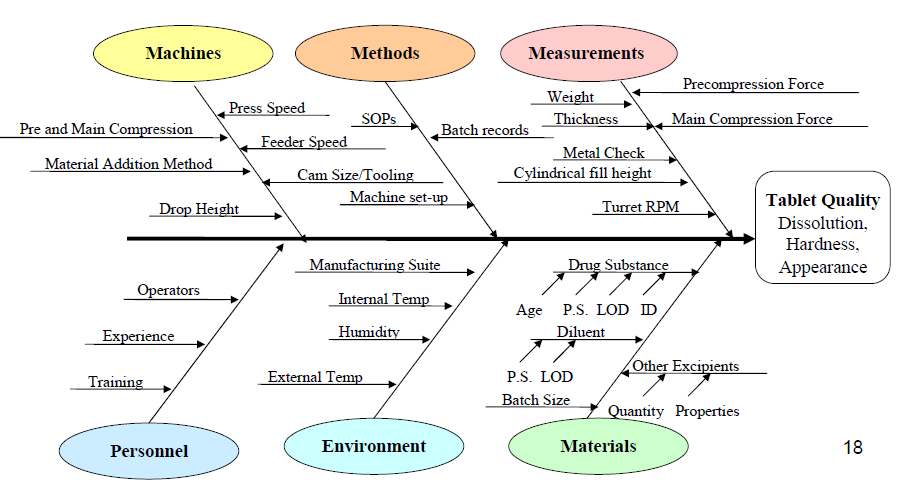 Machines
Methods
Measurements
Press Speed
Pre and Main Compression
Feeder Speed
Material Addition Method
Cam Size/Tooling
Drop Height
SOPs
Batch records
Machine set-up
Precompression Force
Weight
Thickness
Main Compression Force
Metal Check
Cylindrical fill height
Turret RPM
Tablet Quality
Dissolution,
Hardness,
Appearance
Operators
Experience
Training
Personnel
Manufacturing Suite
Internal Temp
Humidity
External Temp
Environment
Drug Substance
Age P.S. LOD ID
Diluent
P.S. LOD
Other Excipients
Quantity Properties
Batch Size
Materials
18